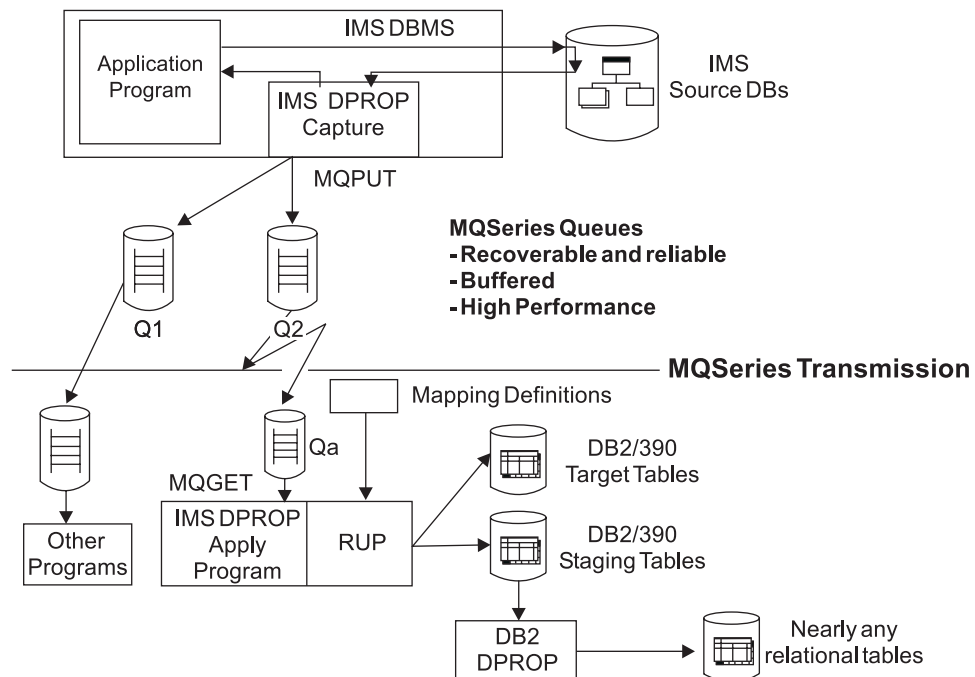 IMS DBMS
Application
Program
IMS DPROP
Capture
IMS
Source DBs
MQPUT
MQSeries Queues
- Recoverable and reliable
- Buffered
- High Performance
Q1
Q2
MQSeries Transmission
Mapping Definitions
Qa
MQGET
DB2/390
Target Tables
IMS DPROP
Apply
Program
RUP
DB2/390
Staging Tables
Other
Programs
DB2
DPROP
Nearly any
relational tables